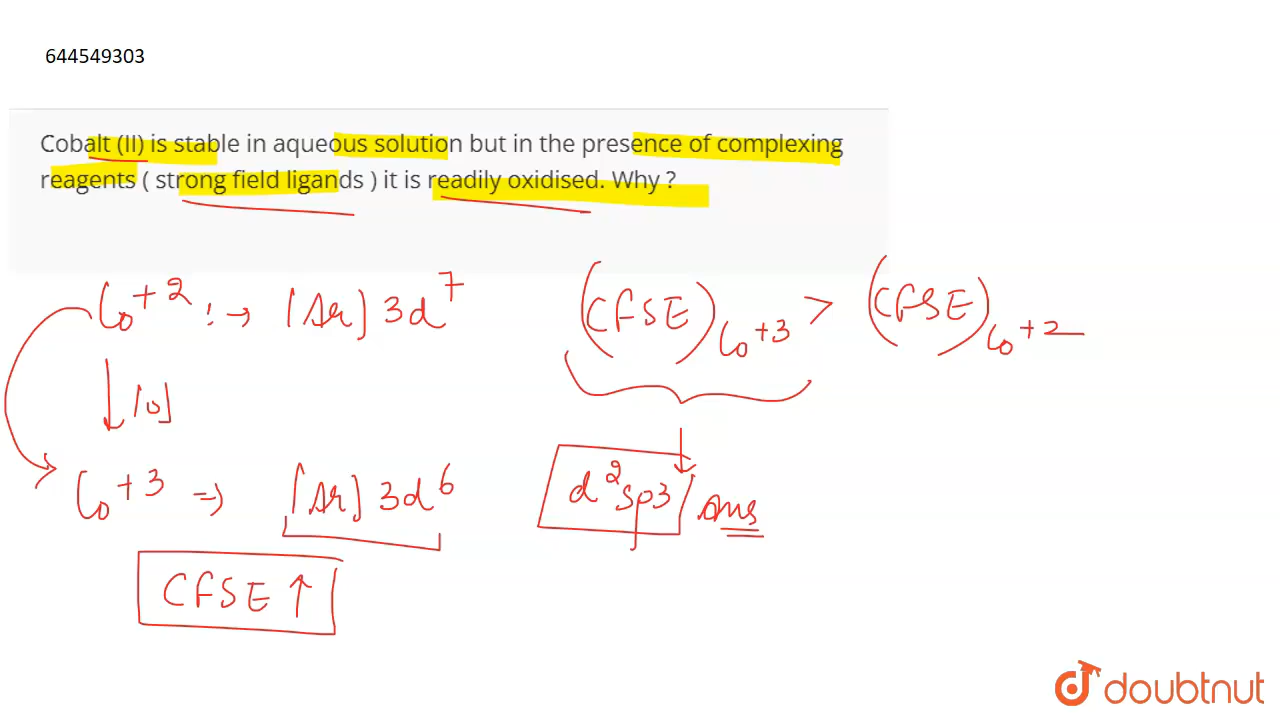 644549303
Cobalt (II) is stable in aqueous solution but in the presence of complexing
reagents ( strong field ligands ) it is readily oxidised. Why ?
Co+2 : → [Ar] 3d7
(CFSE)Co+3 > (CFSE)Co+2
↓ [O]
Co+3 ⇒ [Ar] 3d6
d2sp3 Ans
CFSE ↑
doubtnut